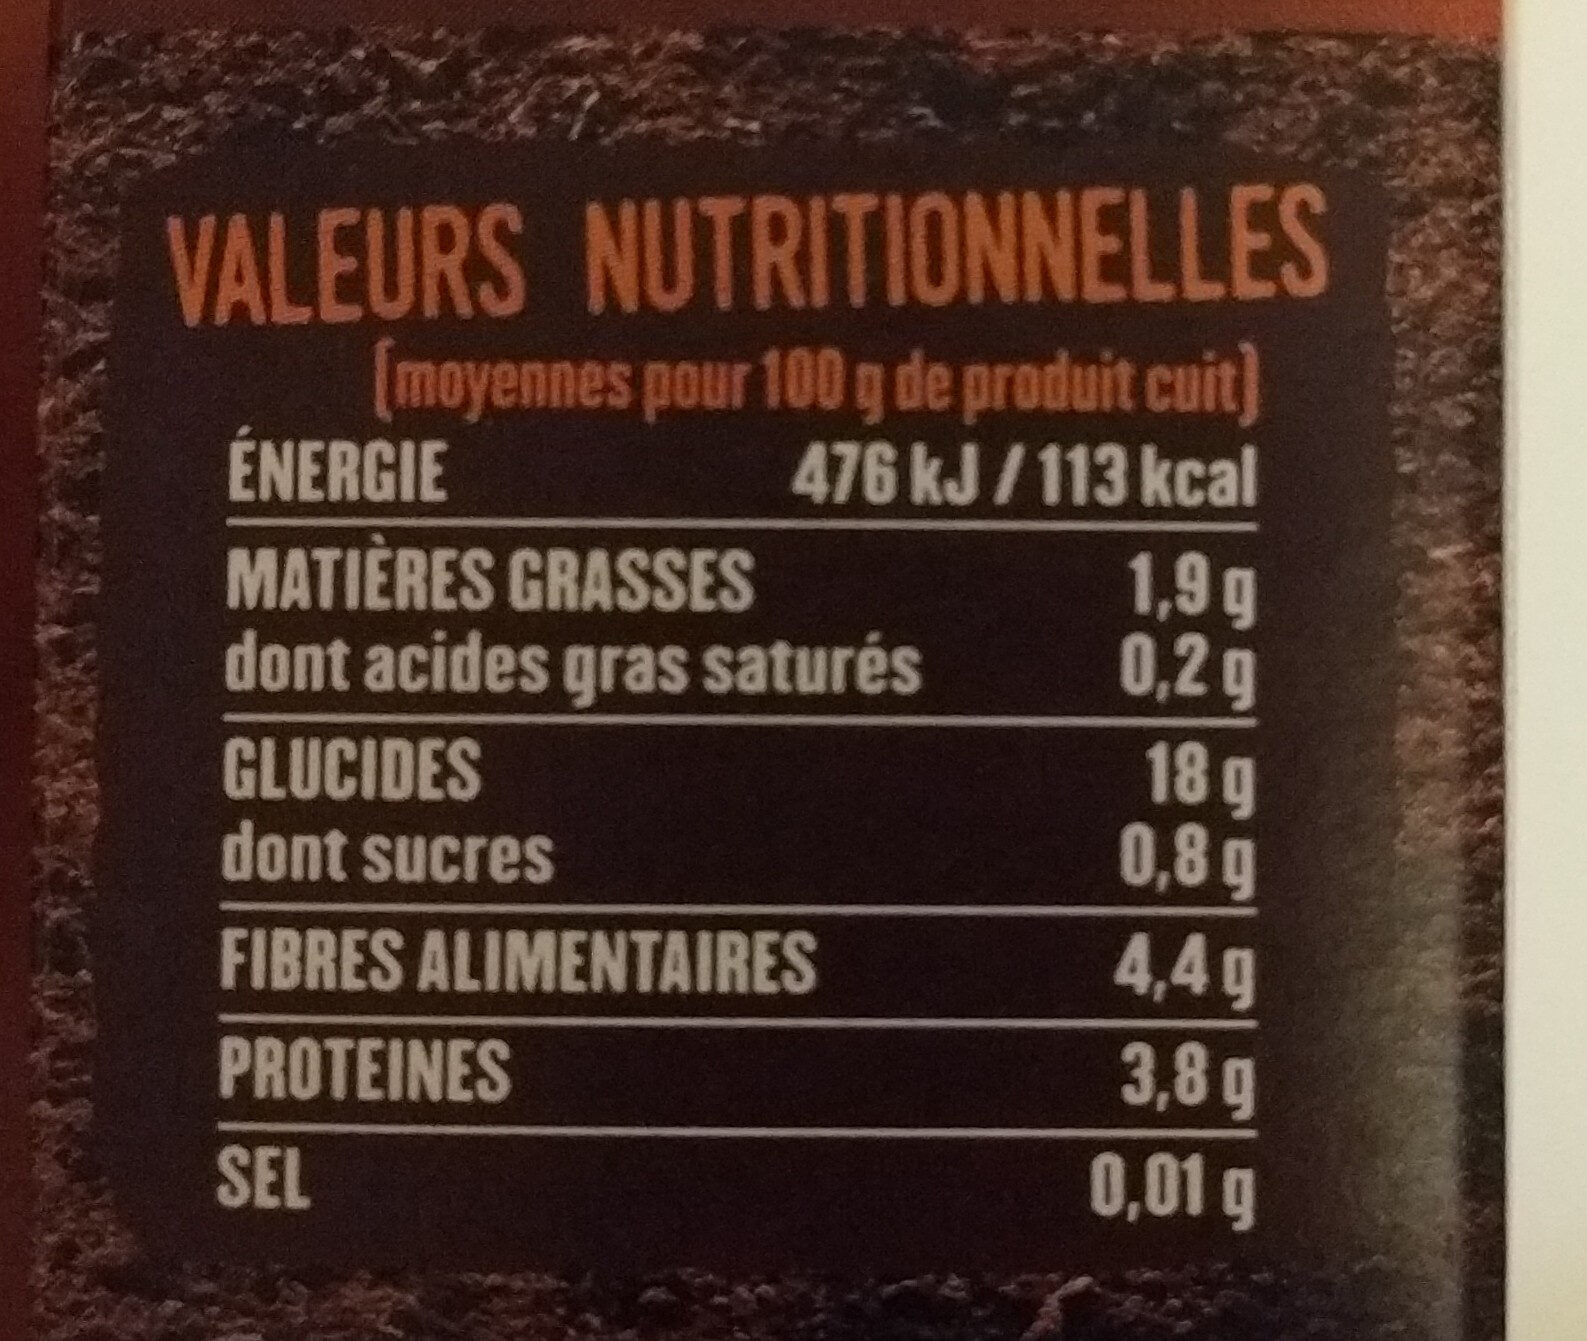 VALEURS NUTRITIONNELLES
(moyennes pour 100 g de produit cuit)
ÉNERGIE 476 kJ / 113 kcal
MATIÈRES GRASSES 1,9 g
dont acides gras saturés 0,2 g
GLUCIDES 18 g
dont sucres 0,8 g
FIBRES ALIMENTAIRES 4,4 g
PROTEINES 3,8 g
SEL 0,01 g